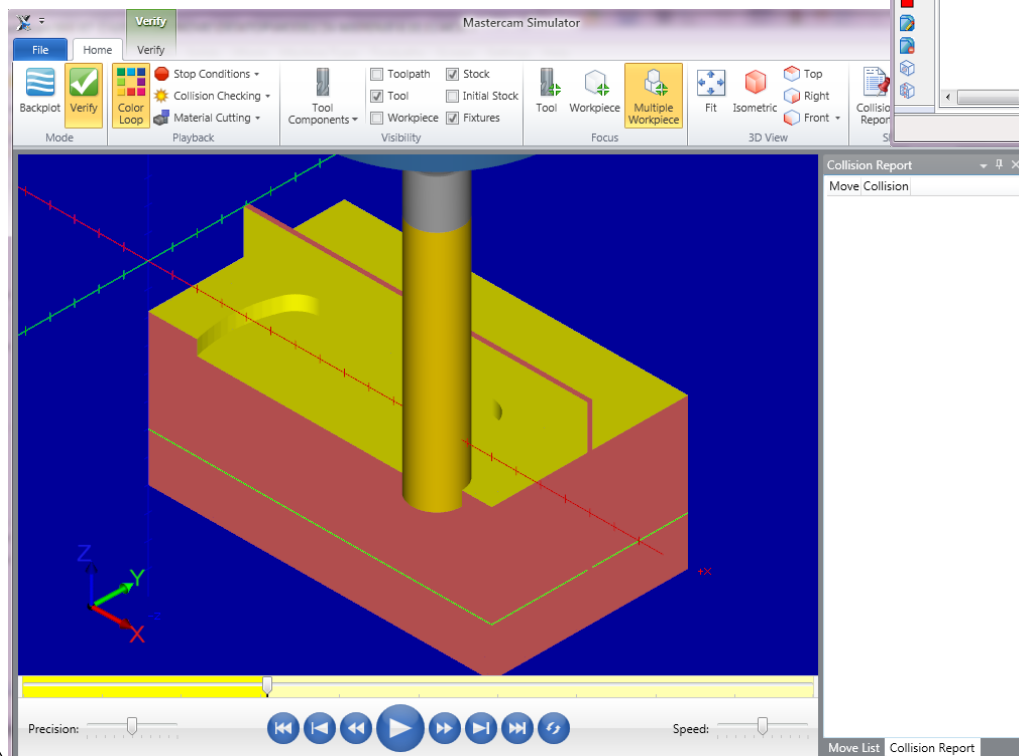 Verify
Mastercam Simulator
File
Home
Verify
Backplot
Verify
Mode
Color
Loop
Stop Conditions
Collision Checking
Material Cutting
Playback
Tool
Components
Toolpath
Tool
Workpiece
Stock
Initial Stock
Fixtures
Visibility
Tool
Workpiece
Multiple
Workpiece
Focus
Fit
Isometric
Top
Right
Front
3D View
Collisio
Repor
Collision Report
Move Collision
Z
Y
X
+X
Precision:
Speed:
Move List
Collision Report